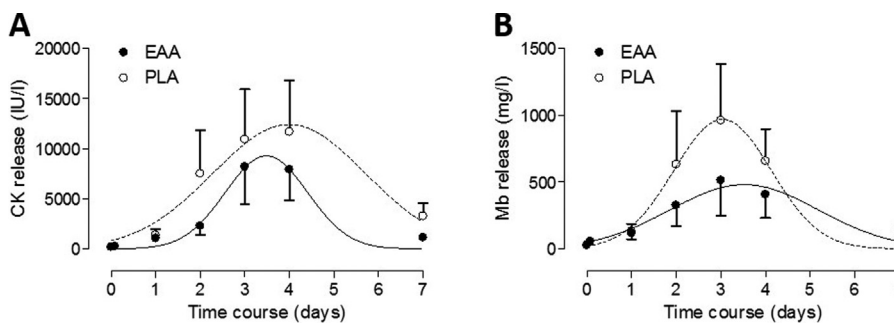 A
CK release (IU/l)
20000
15000
10000
5000
0
EAA
PLA
0 1 2 3 4 5 6 7
Time course (days)
B
Mb release (mg/l)
1500
1000
500
0
EAA
PLA
0 1 2 3 4 5 6
Time course (days)